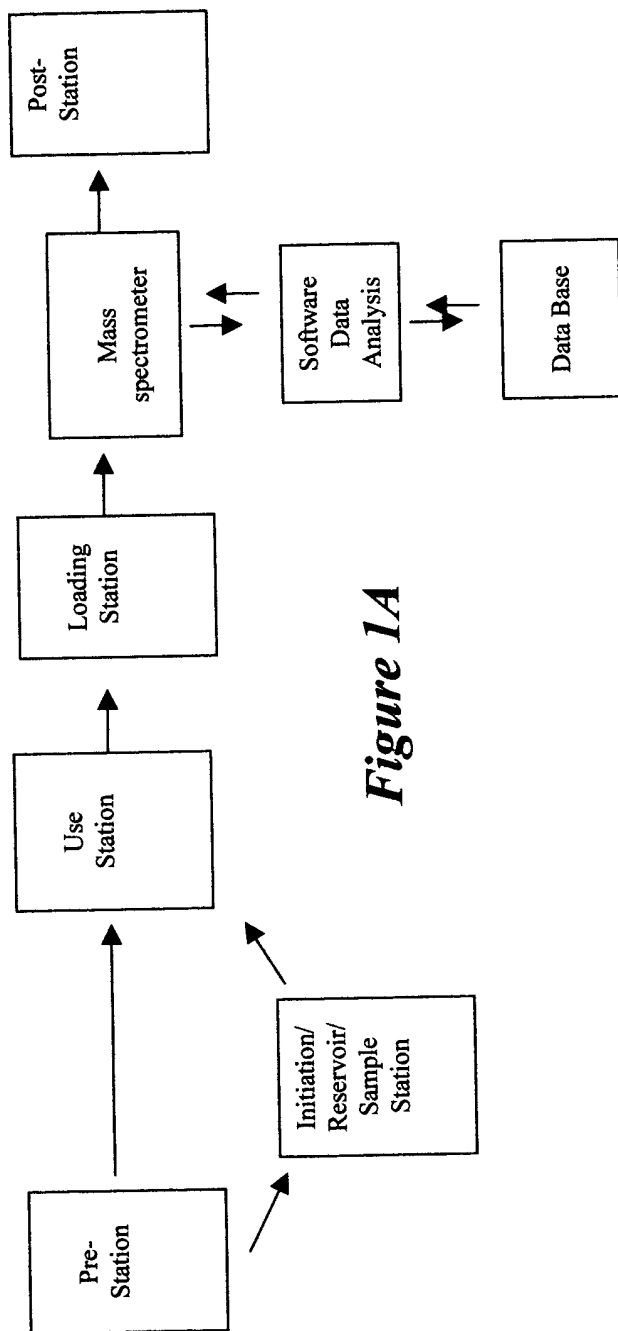 Pre-
Station
Initiation/
Reservoir/
Sample
Station
Use
Station
Loading
Station
Mass
spectrometer
Post-
Station
Software
Data
Analysis
Data Base
Figure 1A